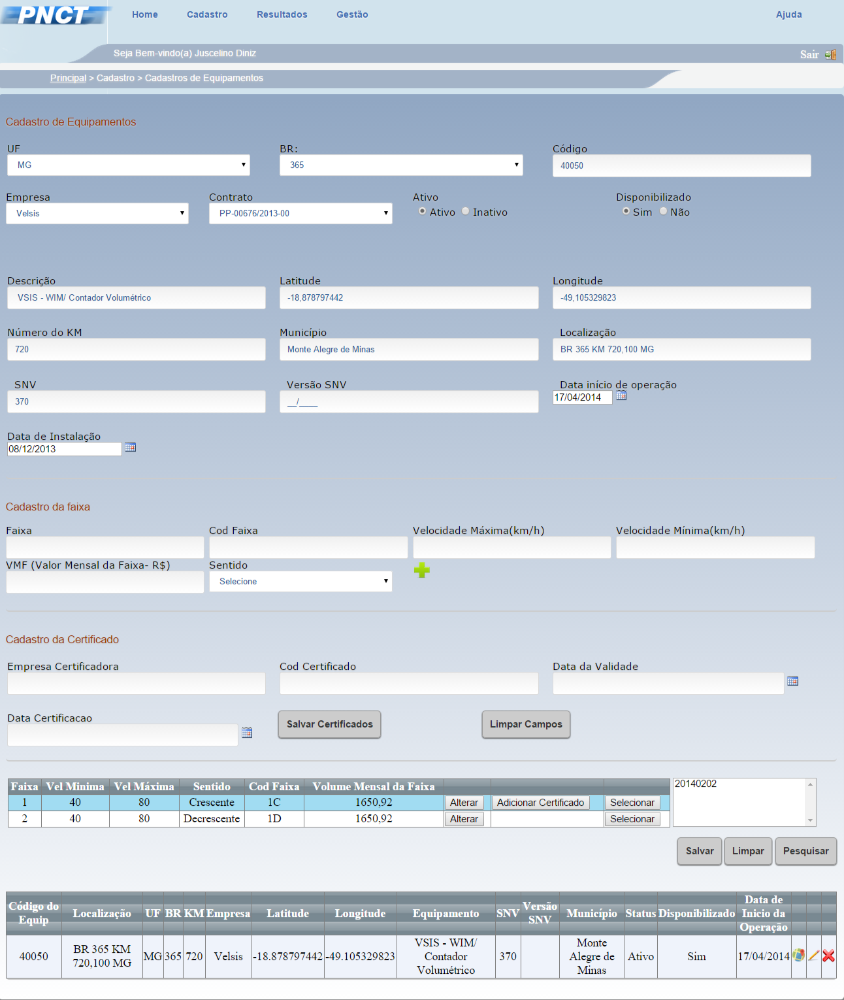 PNCT
Home Cadastro Resultados Gestão Ajuda
Seja Bem-vindo(a) Juscelino Diniz
Sair
Principal > Cadastro > Cadastros de Equipamentos
Cadastro de Equipamentos
UF BR: Código
MG 365 40050
Empresa Contrato Ativo Disponibilizado
Velsis PP-00676/2013-00 Ativo Inativo Sim Não
Descrição Latitude Longitude
VSIS - WIM/ Contador Volumétrico -18,878797442 -49,105329823
Número do KM Município Localização
720 Monte Alegre de Minas BR 365 KM 720,100 MG
SNV Versão SNV Data início de operação
370 __/____ 17/04/2014
Data de Instalação
08/12/2013
Cadastro da faixa
Faixa Cod Faixa Velocidade Máxima(km/h) Velocidade Mínima(km/h)
VMF (Valor Mensal da Faixa- R$) Sentido
Selecione
Cadastro da Certificado
Empresa Certificadora Cod Certificado Data da Validade
Data Certificacao
Salvar Certificados Limpar Campos
Faixa Vel Minima Vel Máxima Sentido Cod Faixa Volume Mensal da Faixa
1 40 80 Crescente 1C 1650,92 Alterar Adicionar Certificado Selecionar
2 40 80 Decrescente 1D 1650,92 Alterar Selecionar
20140202
Salvar Limpar Pesquisar
Código do Equip Localização UF BR KM Empresa Latitude Longitude Equipamento SNV Versão SNV Município Status Disponibilizado Data de Inicio da Operação
40050 BR 365 KM 720,100 MG MG 365 720 Velsis -18.878797442 -49.105329823 VSIS - WIM/ Contador Volumétrico 370 Monte Alegre de Minas Ativo Sim 17/04/2014